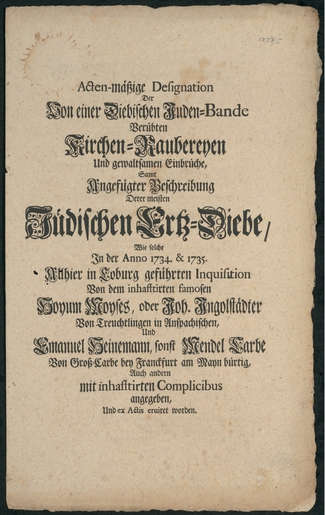 Acten-mäßige Designation
Der
Von einer Diebischen Juden-Bande
Verübten
Kirchen-Raubereyen
Und gewaltsamen Einbrüche,
Samt
Angefügter Beschreibung
Derer meisten
Jüdischen Ertz-Diebe,
Wie solche
In der Anno 1734. & 1735.
Allhier in Coburg geführten Inquisition
Von dem inhafftirten famosen
Hoyum Moyses, oder Joh. Ingolstädter
Von Treuchtlingen in Anspachischen,
Und
Emanuel Heinemann, sonst Mendel Carbe
Von Groß-Carbe bey Franckfurt am Mayn bürtig,
Auch andern
mit inhafftirten Complicibus
angegeben,
Und ex Actis eruiret worden.